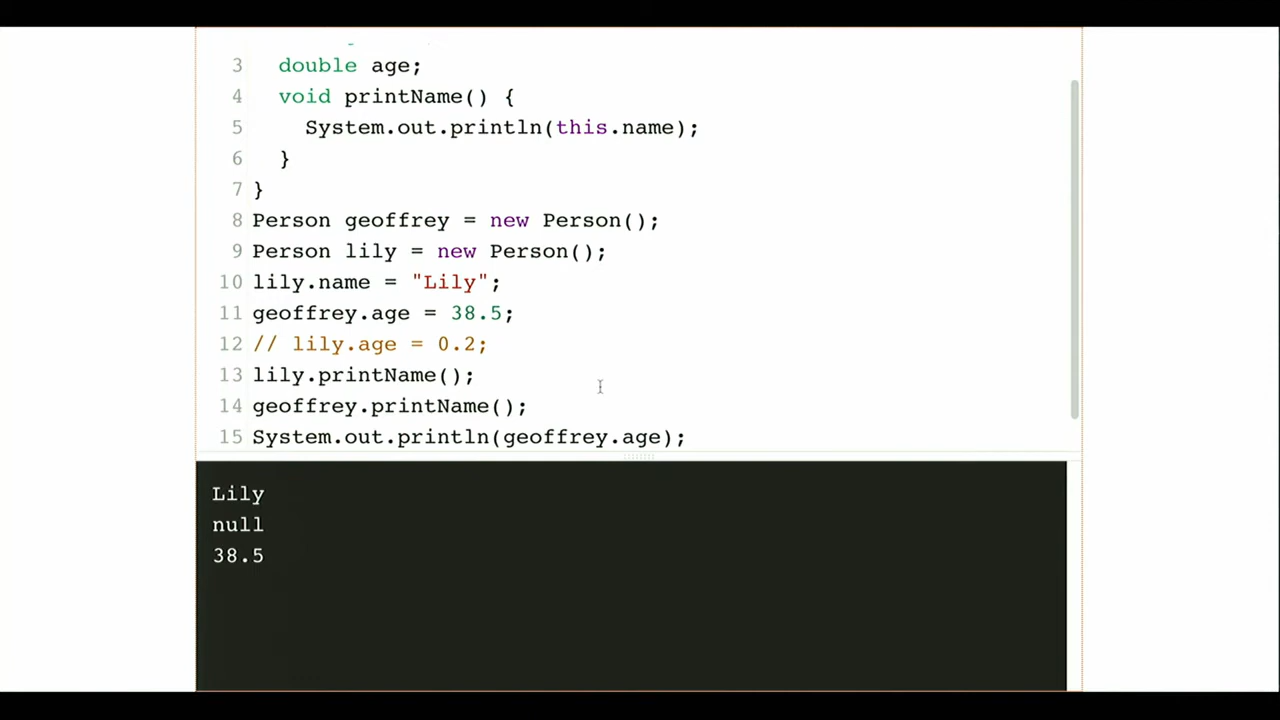 3 double age;
4 void printName() {
5 System.out.println(this.name);
6 }
7 }
8 Person geoffrey = new Person();
9 Person lily = new Person();
10 lily.name = "Lily";
11 geoffrey.age = 38.5;
12 // lily.age = 0.2;
13 lily.printName();
14 geoffrey.printName();
15 System.out.println(geoffrey.age);
Lily
null
38.5